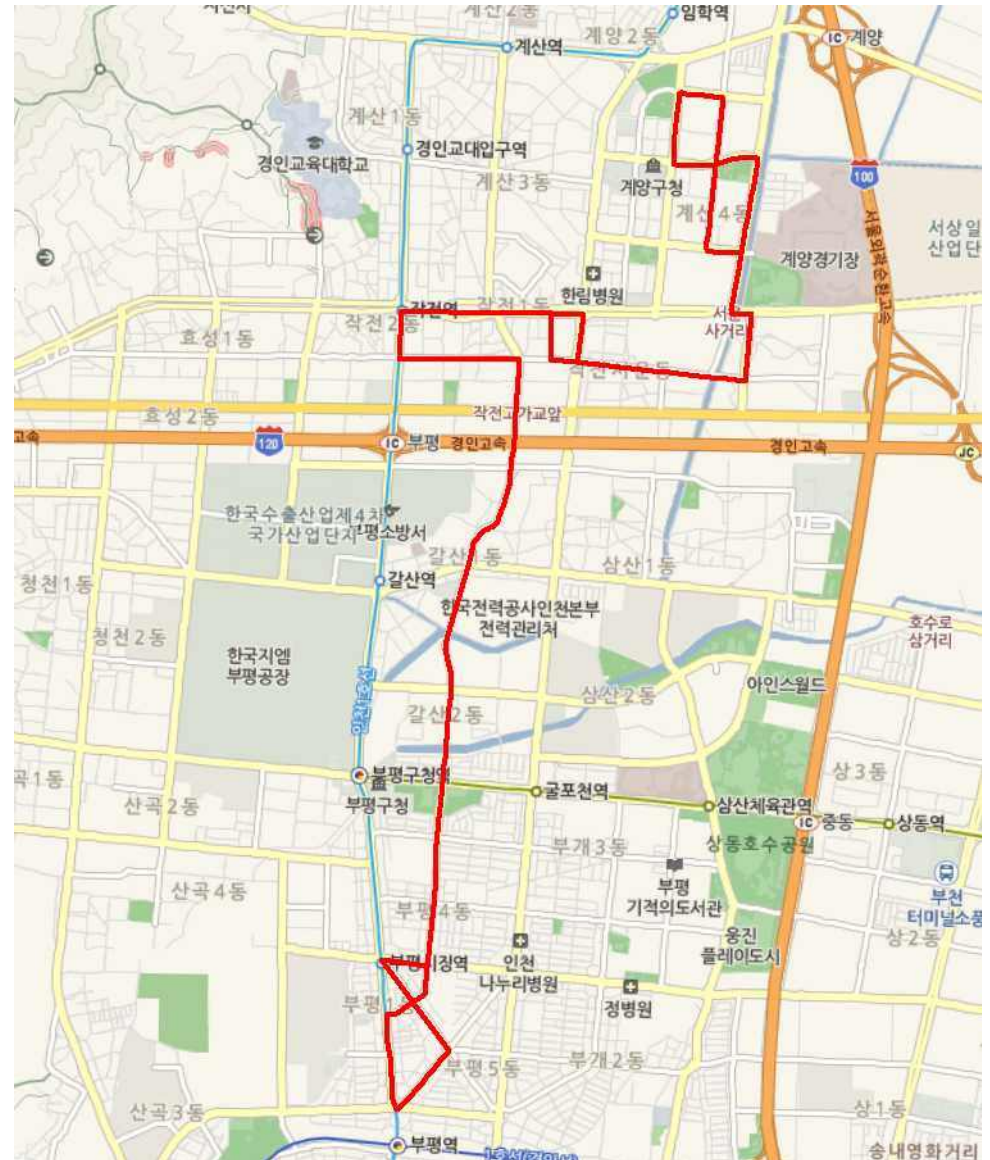 계산2동
임학역
계산역
계양2동
IC 계양
계산1동
경인교대입구역
경인교육대학교
계산3동
계양구청
100
계산4동
서상일
산업단
계양경기장
서울외곽순환고속
한림병원
작전역
작전1동
작전2동
서운
사거리
효성1동
작전서운동
효성2동
작전고가교앞
고속
120
IC 부평
경인고속
경인고속
JC
한국수출산업제4차
국가산업단지
부평소방서
갈산1동
삼산1동
청천1동
갈산역
한국전력공사인천본부
전력관리처
호수로
삼거리
청천2동
한국지엠
부평공장
아인스월드
삼산2동
인천1호선
갈산2동
상3동
곡1동
부평구청역
부평구청
굴포천역
삼산체육관역
산곡2동
IC 중동
상동역
상동호수공원
부개3동
부평
기적의도서관
산곡4동
부천
터미널소풍
부평4동
웅진
플레이도시
상2동
부평시장역
인천
나누리병원
부평1동
정병원
부개2동
부평5동
산곡3동
상1동
부평역
송내영화거리